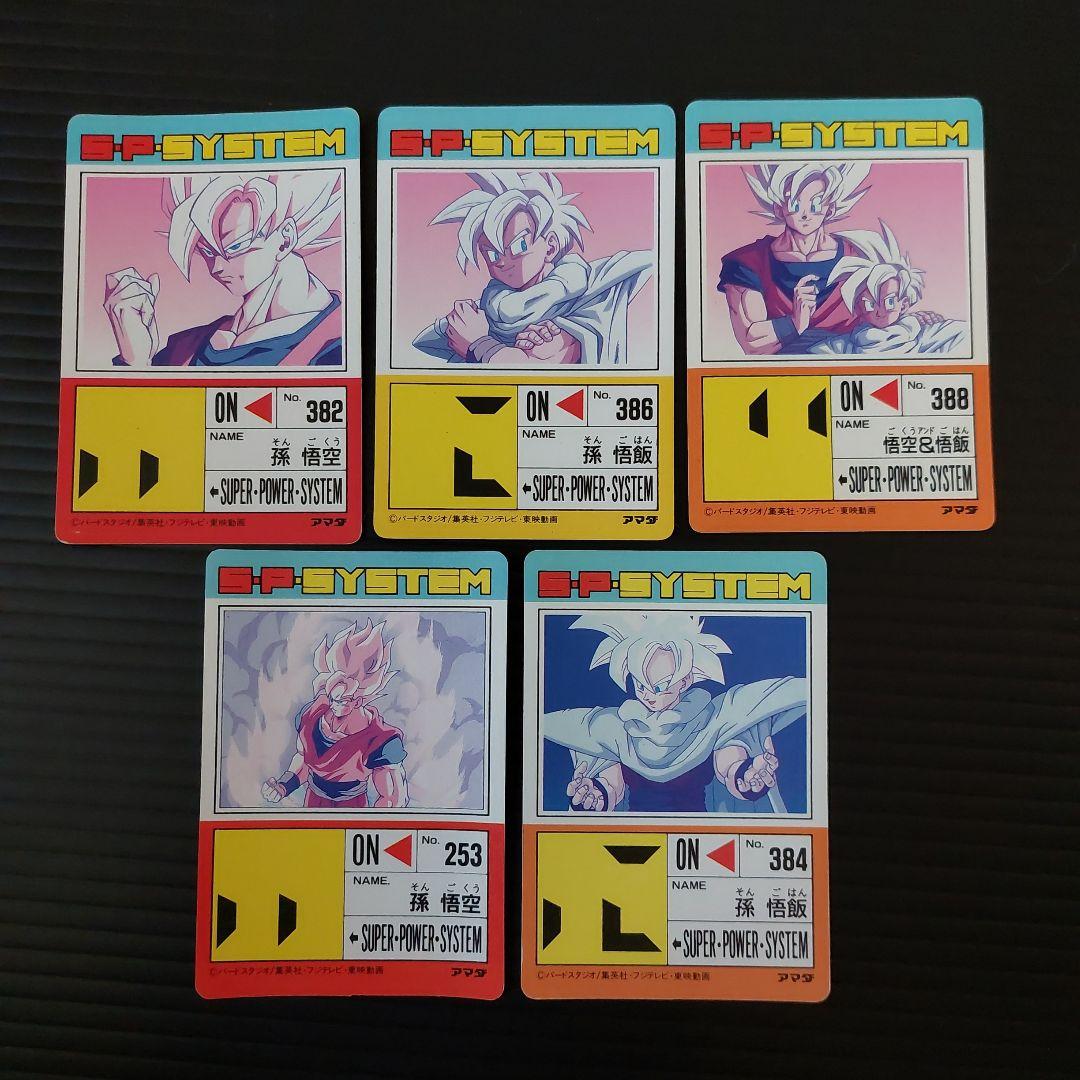 S·P·SYSTEM
ON
No. 382
NAME
そん ごくう
孫 悟空
←SUPER·POWER·SYSTEM
©バードスタジオ/集英社・フジテレビ・東映動画
アマダ
S·P·SYSTEM
ON
No. 386
NAME
そん ごはん
孫 悟飯
←SUPER·POWER·SYSTEM
©バードスタジオ/集英社・フジテレビ・東映動画
アマダ
S·P·SYSTEM
ON
No. 388
NAME
ごくうアンドごはん
悟空&悟飯
←SUPER·POWER·SYSTEM
©バードスタジオ/集英社・フジテレビ・東映動画
アマダ
S·P·SYSTEM
ON
No. 253
NAME.
そん ごくう
孫 悟空
←SUPER·POWER·SYSTEM
©バードスタジオ/集英社・フジテレビ・東映動画
アマダ
S·P·SYSTEM
ON
No. 384
NAME
そん ごはん
孫 悟飯
←SUPER·POWER·SYSTEM
©バードスタジオ/集英社・フジテレビ・東映動画
アマダ